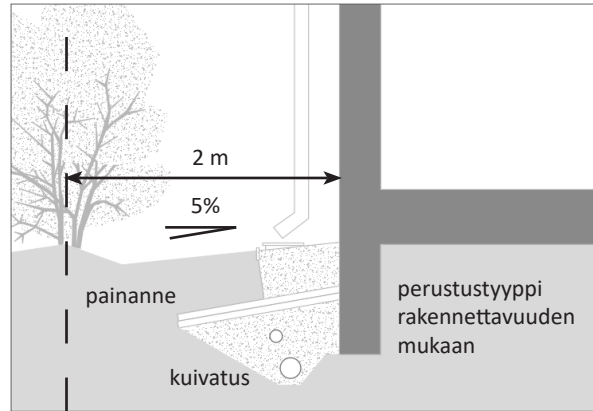 2 m
5%
painanne
perustustyyppi
rakennettavuuden
mukaan
kuivatus